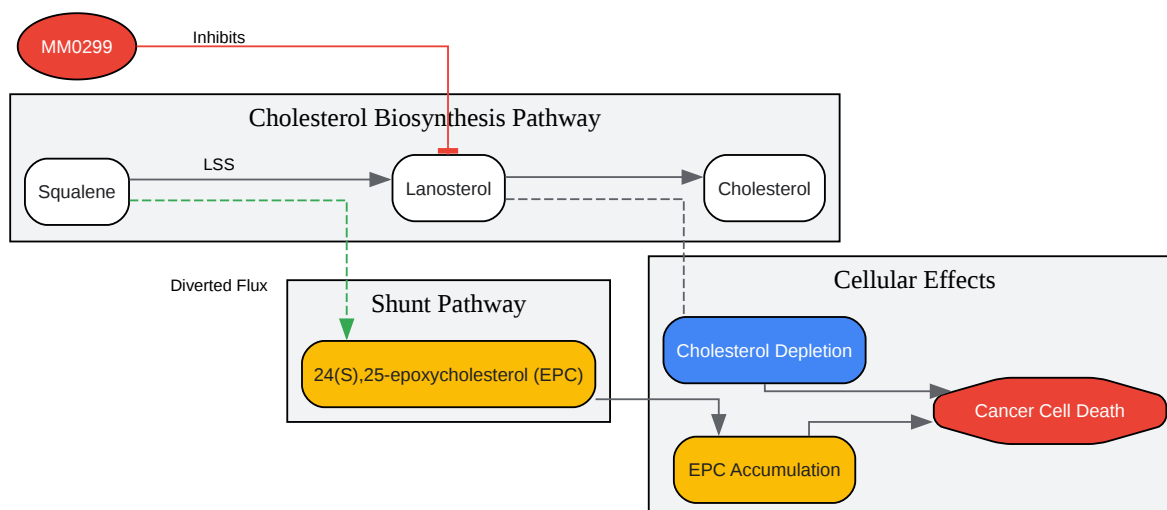 MM0299
Inhibits
Cholesterol Biosynthesis Pathway
LSS
Squalene
Lanosterol
Cholesterol
Diverted Flux
Shunt Pathway
24(S),25-epoxycholesterol (EPC)
Cellular Effects
Cholesterol Depletion
Cancer Cell Death
EPC Accumulation